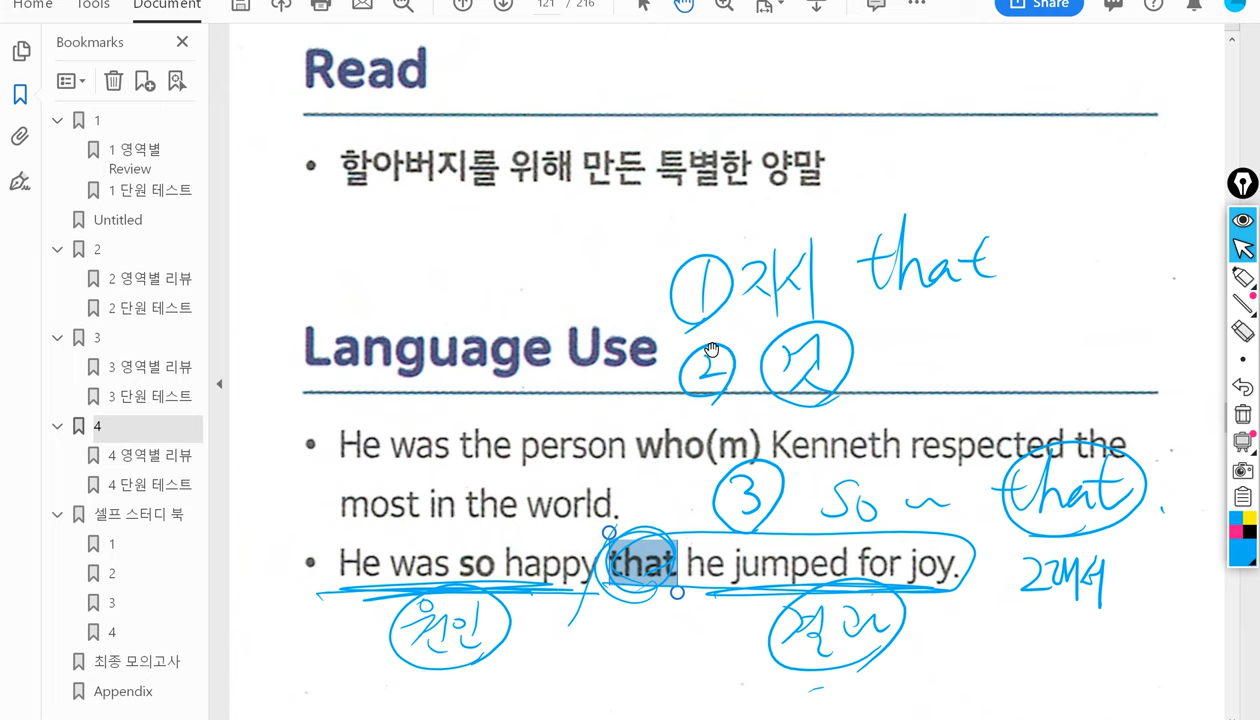 Home Tools Document 121 / 216 Share
Bookmarks
1
1 영역별
Review
1 단원 테스트
Untitled
2
2 영역별 리뷰
2 단원 테스트
3
3 영역별 리뷰
3 단원 테스트
4
4 영역별 리뷰
4 단원 테스트
셀프 스터디 북
1
2
3
4
최종 모의고사
Appendix
Read
• 할아버지를 위해 만든 특별한 양말
① 지시 that
Language Use
② 것
• He was the person who(m) Kenneth respected the
most in the world.
③ so ~ that
• He was so happy that he jumped for joy.
그래서
원인 결과